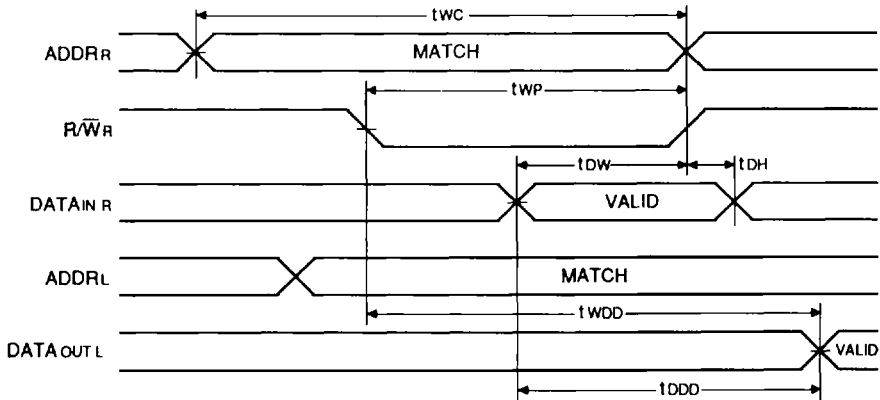 tWC
ADDRR MATCH
tWP
R/W̅R
tDW tDH
DATAIN R VALID
ADDRL MATCH
tWDD
DATAOUT L VALID
tDDD